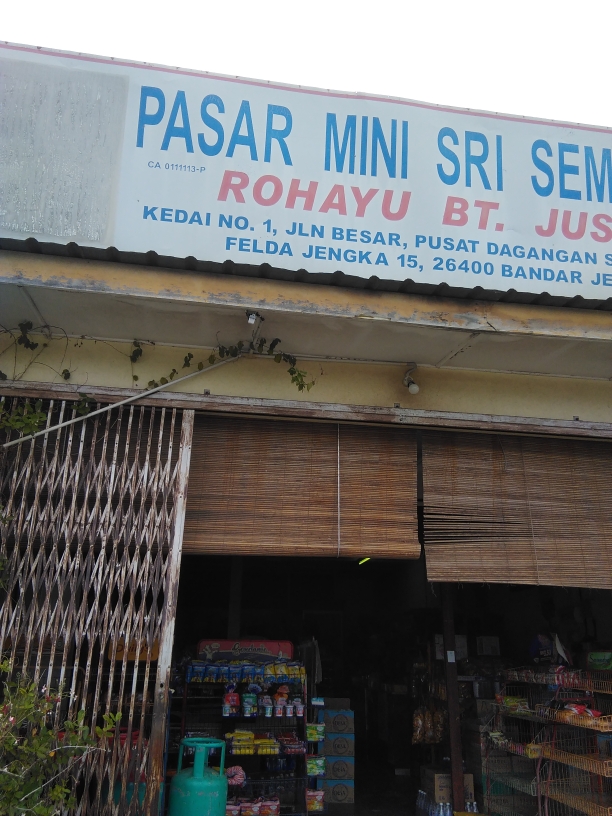 PASAR MINI SRI SEM
CA 0111113-P
ROHAYU BT. JUS
KEDAI NO. 1, JLN BESAR, PUSAT DAGANGAN S
FELDA JENGKA 15, 26400 BANDAR JE